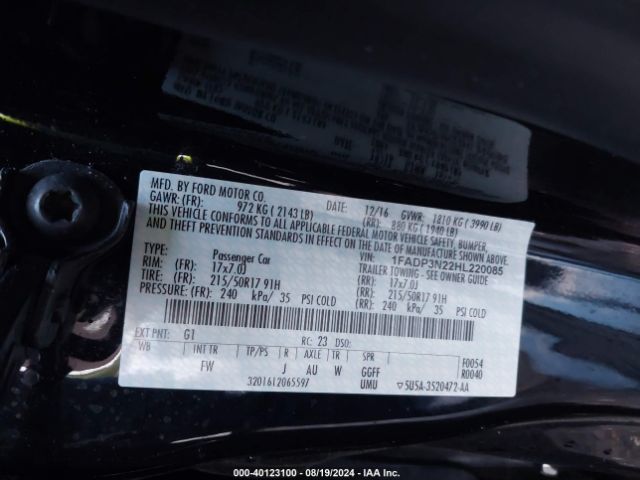 MFD. BY FORD MOTOR CO.
12/16 GVWR: 1810 KG ( 3990 LB)
GAWR: (FR): 972 KG ( 2143 LB) (RR): 880 KG ( 1940 LB)
THIS VEHICLE CONFORMS TO ALL APPLICABLE FEDERAL MOTOR VEHICLE SAFETY, BUMPER,
AND THEFT PREVENTION STANDARDS IN EFFECT ON THE DATE OF MANUFACTURE SHOWN ABOVE.
VIN: 1FADP3N22HL220085
TYPE: Passenger Car TRAILER TOWING - SEE OWNER GUIDE
RIM: (FR): 17x7.0J (RR): 17x7.0J
TIRE: (FR): 215/50R17 91H (RR): 215/50R17 91H
PRESSURE: (FR): 240 kPa/ 35 PSI COLD (RR): 240 kPa/ 35 PSI COLD
EXT PNT: G1 RC: 23 DSO: F0054
WB INT TR TP/PS R AXLE TR SPR R0040
FW J AU W GGFF
3201612065597 UMU 5U5A-3520472-AA
000-40123100 - 08/19/2024 - IAA Inc.